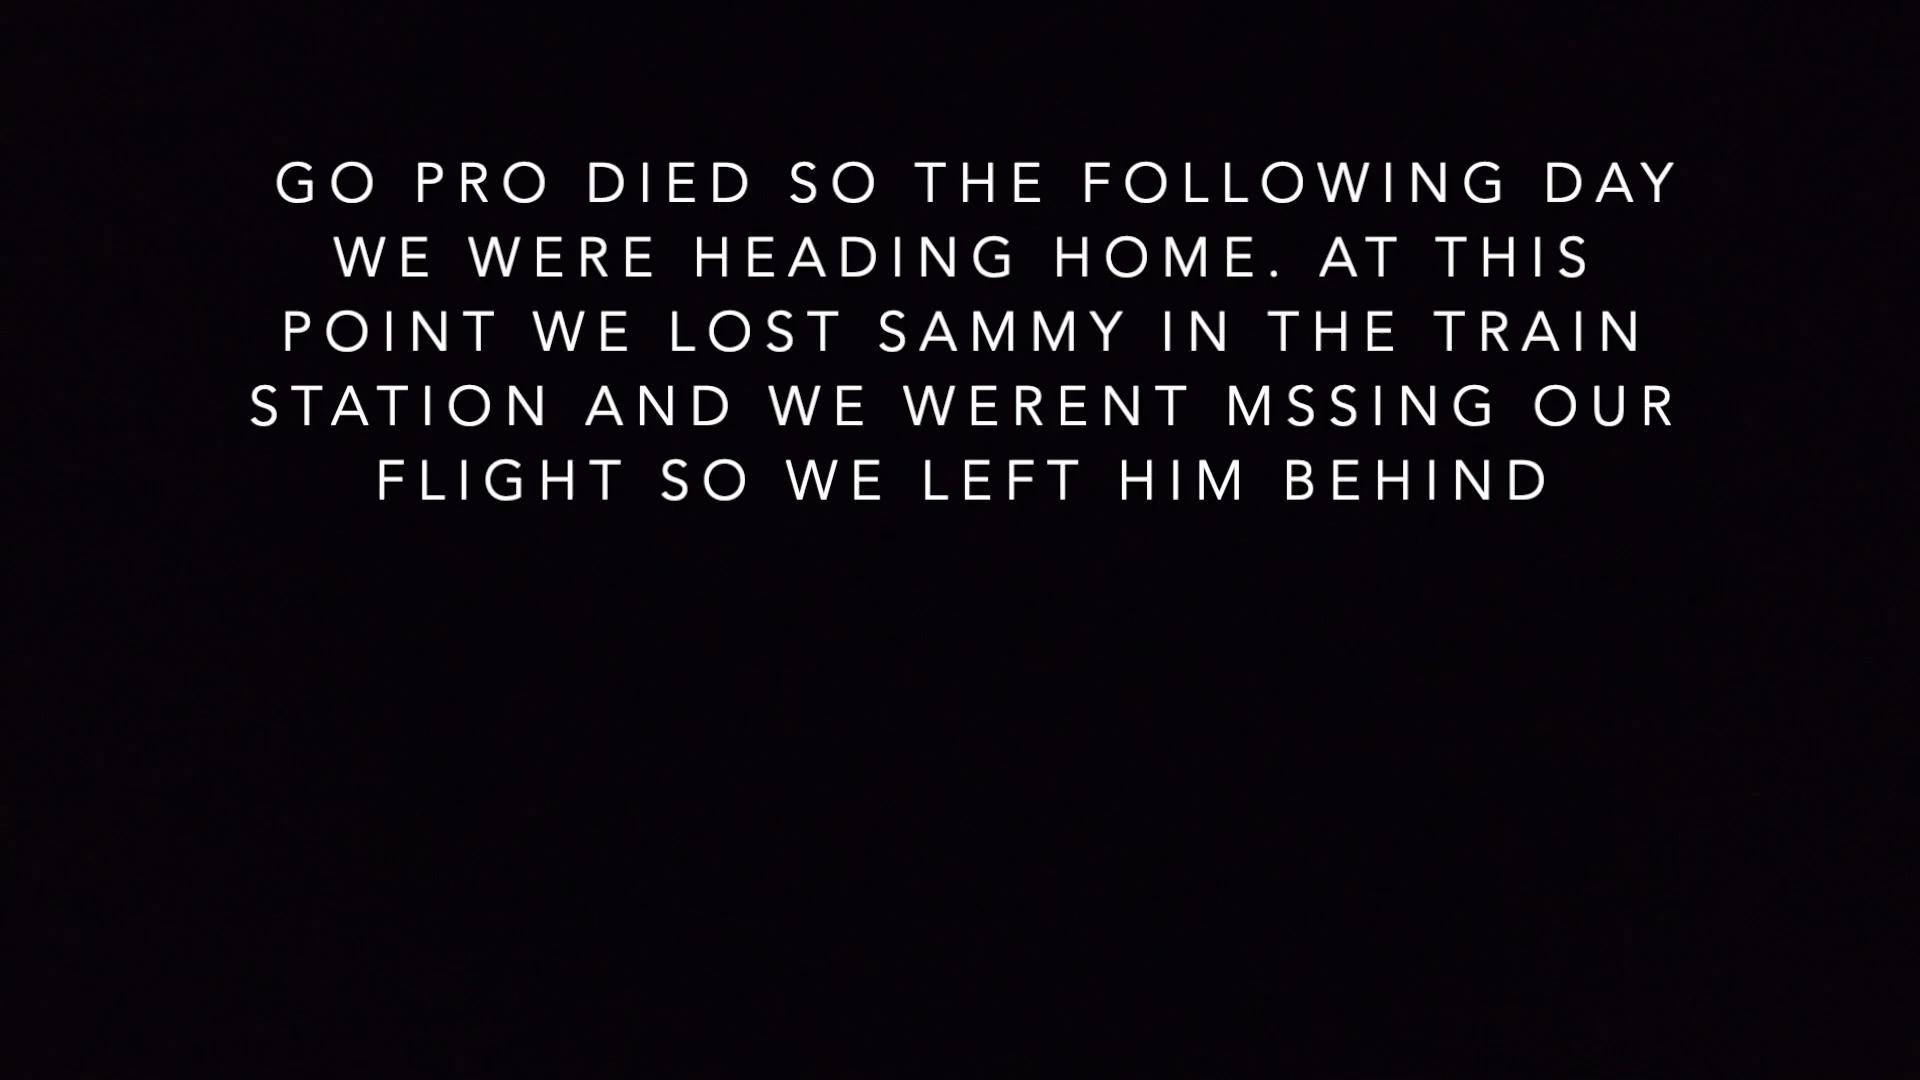 GO PRO DIED SO THE FOLLOWING DAY
WE WERE HEADING HOME. AT THIS
POINT WE LOST SAMMY IN THE TRAIN
STATION AND WE WERENT MSSING OUR
FLIGHT SO WE LEFT HIM BEHIND